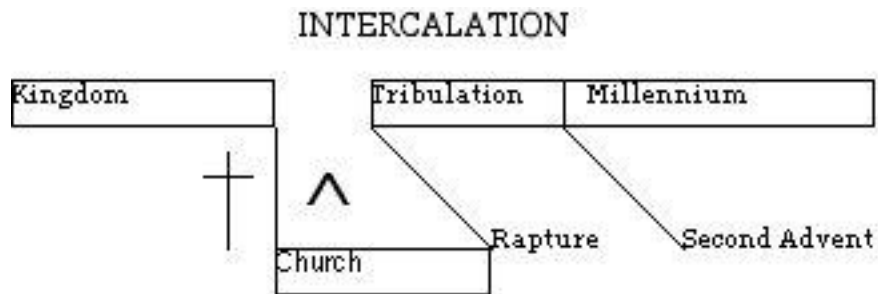 INTERCALATION
Kingdom Tribulation Millennium
Rapture Second Advent
Church